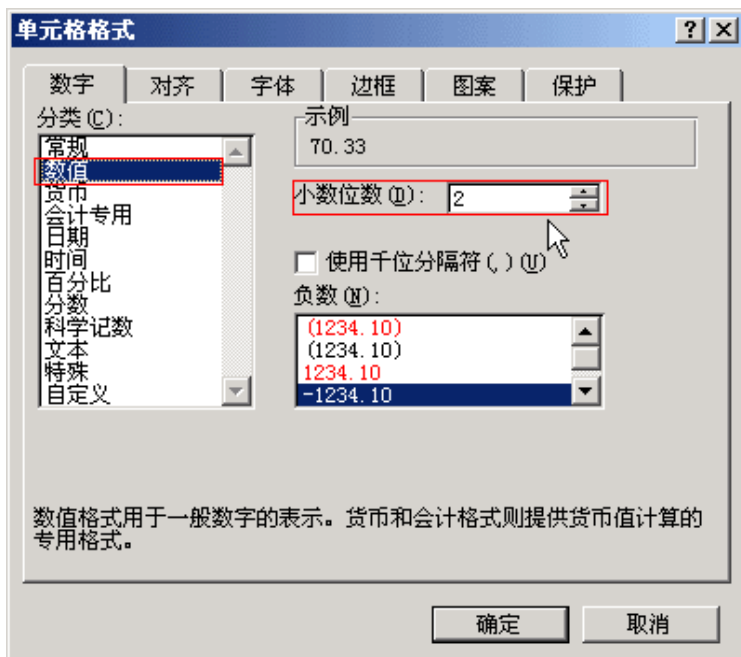 单元格格式
数字 对齐 字体 边框 图案 保护
分类(C):
常规
数值
货币
会计专用
日期
时间
百分比
分数
科学记数
文本
特殊
自定义
示例
70.33
小数位数(D): 2
使用千位分隔符(,)(U)
负数(N):
(1234.10)
(1234.10)
1234.10
-1234.10
数值格式用于一般数字的表示。货币和会计格式则提供货币值计算的
专用格式。
确定 取消